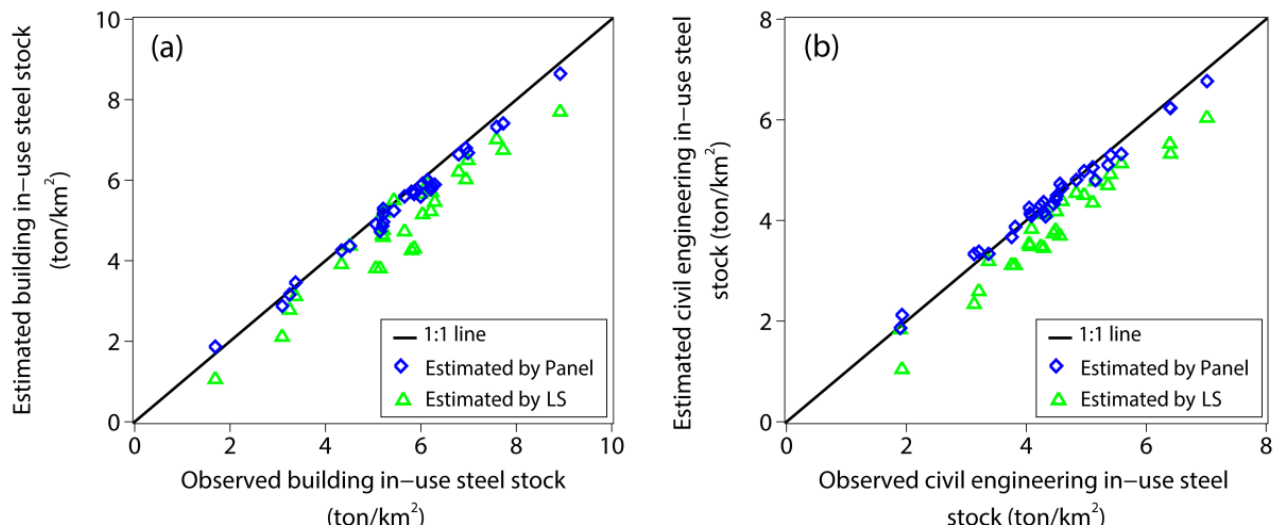 (a)
Estimated building in−use steel stock
(ton/km²)
10
8
6
4
2
0
0 2 4 6 8 10
1:1 line
Estimated by Panel
Estimated by LS
Observed building in−use steel stock
(ton/km²)
(b)
Estimated civil engineering in−use steel
stock (ton/km²)
8
6
4
2
0
0 2 4 6 8
1:1 line
Estimated by Panel
Estimated by LS
Observed civil engineering in−use steel
stock (ton/km²)